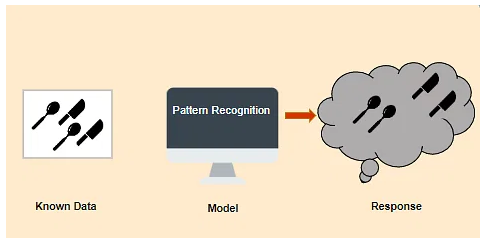 Pattern Recognition
Known Data
Model
Response